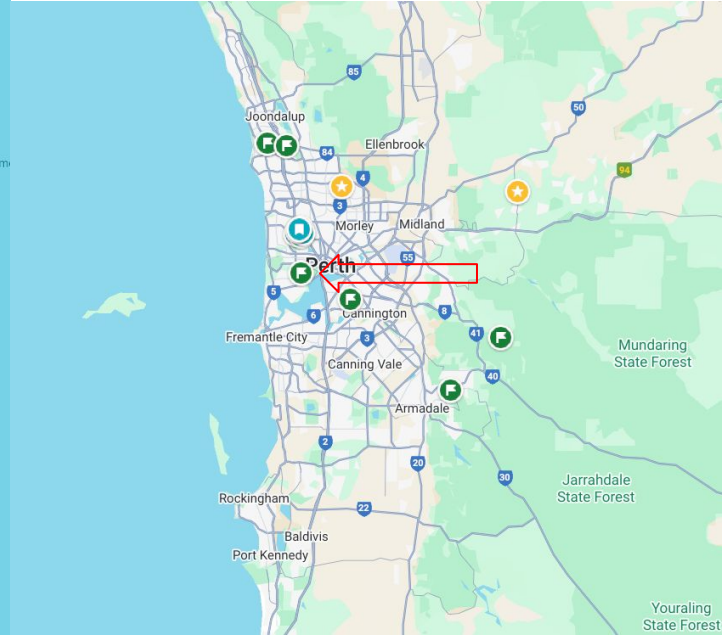 85
50
Joondalup
Ellenbrook
84
94
4
3
Morley
Midland
Perth
55
5
6
Cannington
8
Fremantle City
3
41
Mundaring
State Forest
Canning Vale
40
Armadale
2
20
30
Jarrahdale
State Forest
Rockingham
22
Baldivis
Port Kennedy
Youraling
State Forest